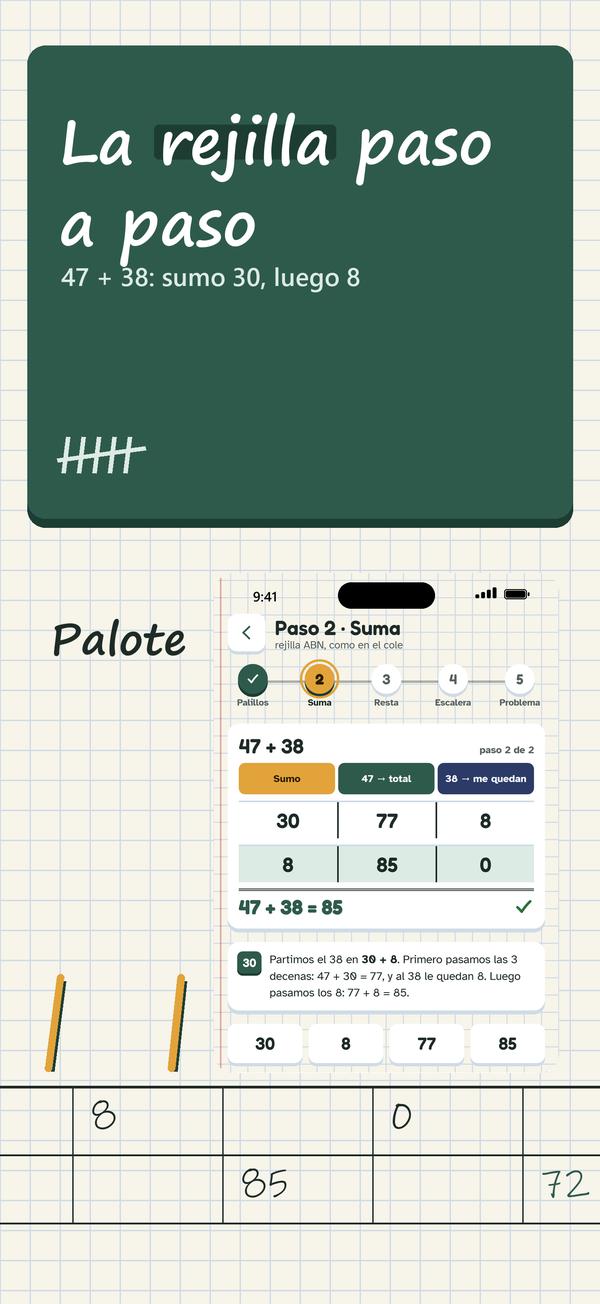 La rejilla paso
a paso
47 + 38: sumo 30, luego 8
Palote
9:41
Paso 2 · Suma
rejilla ABN, como en el cole
2 3 4 5
Palillos Suma Resta Escalera Problema
47 + 38 paso 2 de 2
Sumo 47 → total 38 → me quedan
30 77 8
8 85 0
47 + 38 = 85
30 Partimos el 38 en 30 + 8. Primero pasamos las 3
decenas: 47 + 30 = 77, y al 38 le quedan 8. Luego
pasamos los 8: 77 + 8 = 85.
30 8 77 85
8 0
85 72